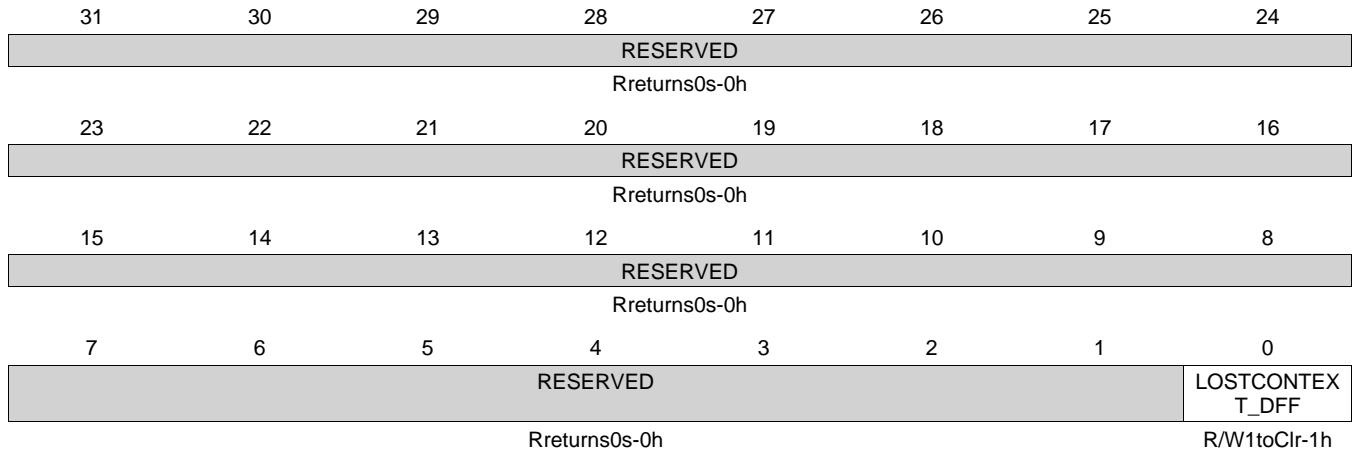 31 30 29 28 27 26 25 24
RESERVED
Rreturns0s-0h
23 22 21 20 19 18 17 16
RESERVED
Rreturns0s-0h
15 14 13 12 11 10 9 8
RESERVED
Rreturns0s-0h
7 6 5 4 3 2 1 0
RESERVED LOSTCONTEX
T_DFF
Rreturns0s-0h R/W1toClr-1h